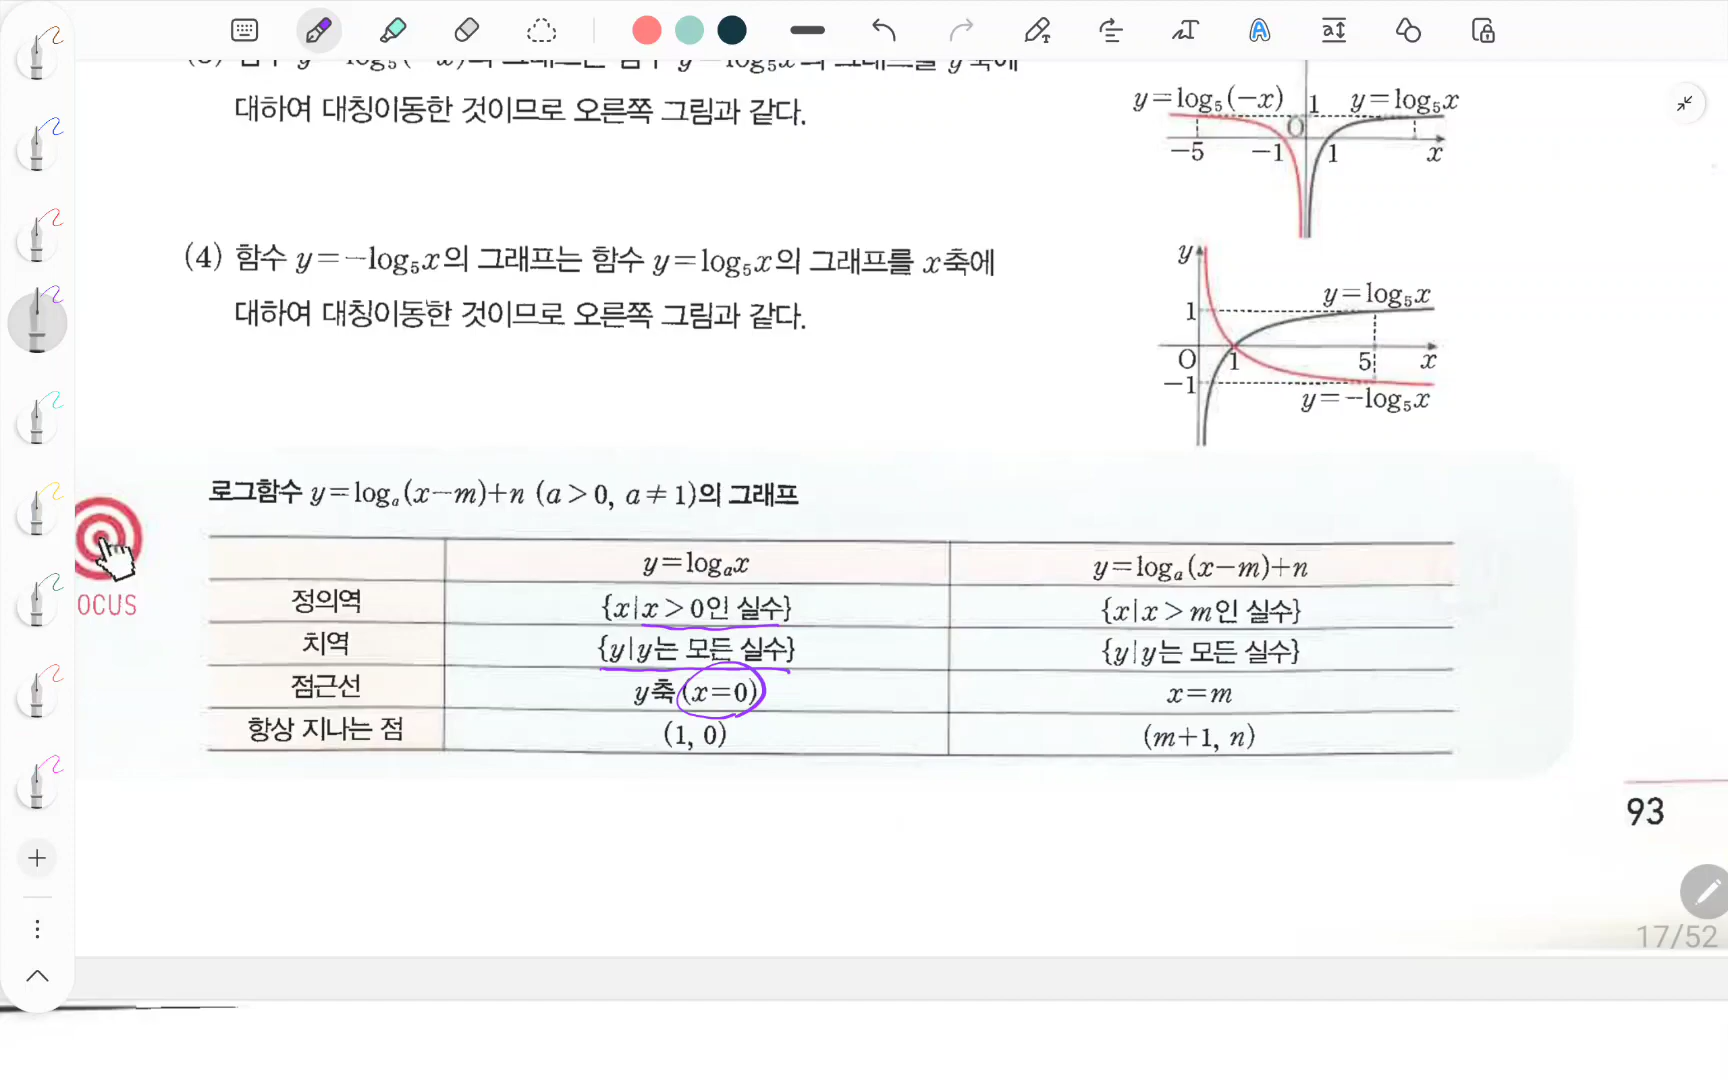 대하여 대칭이동한 것이므로 오른쪽 그림과 같다.
y=log₅(−x) 1 y=log₅x
O
−5 −1 1 x
(4) 함수 y=−log₅x의 그래프는 함수 y=log₅x의 그래프를 x축에
대하여 대칭이동한 것이므로 오른쪽 그림과 같다.
y
y=log₅x
1
O 1 5 x
−1
y=−log₅x
로그함수 y=logₐ(x−m)+n (a>0, a≠1)의 그래프
y=logₐx y=logₐ(x−m)+n
정의역 {x|x>0인 실수} {x|x>m인 실수}
치역 {y|y는 모든 실수} {y|y는 모든 실수}
점근선 y축(x=0) x=m
항상 지나는 점 (1, 0) (m+1, n)
OCUS
93
17/52